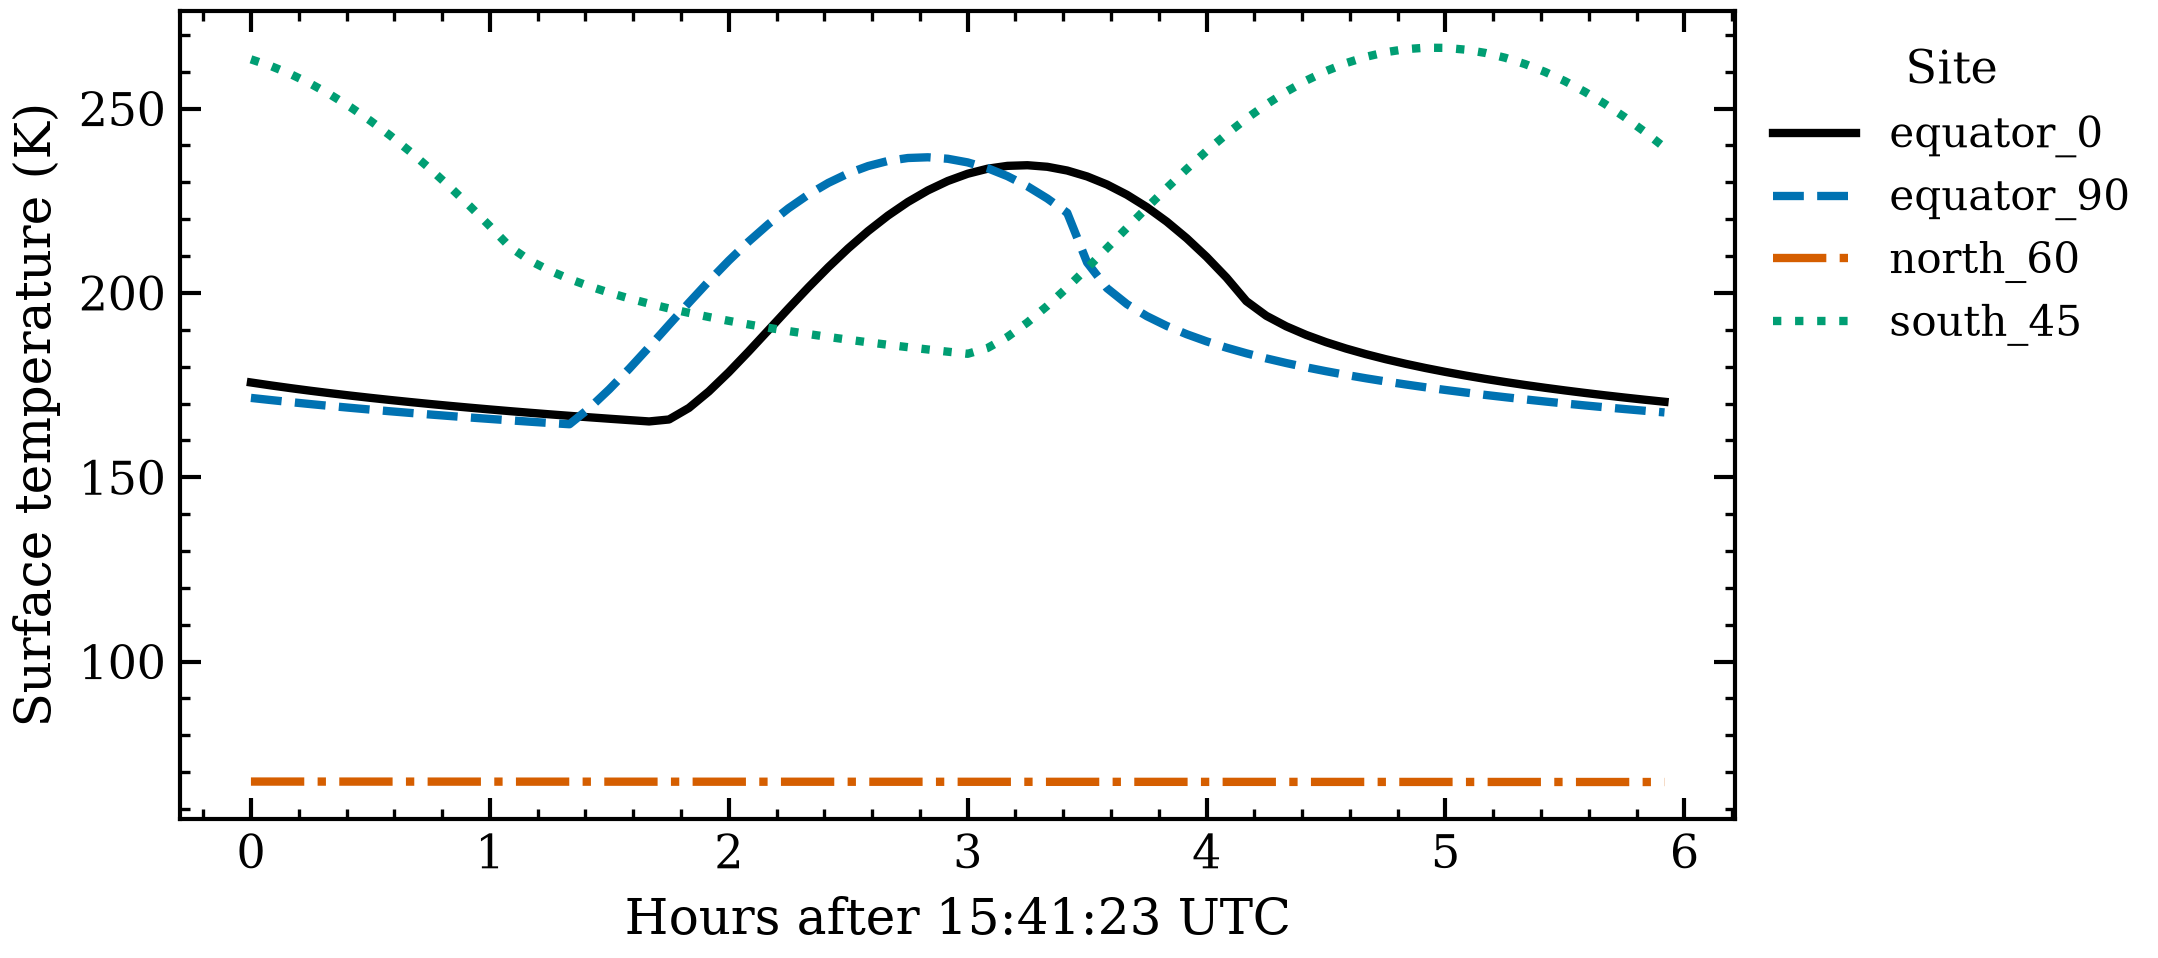 Surface temperature (K)
250
200
150
100
0 1 2 3 4 5 6
Hours after 15:41:23 UTC
Site
equator_0
equator_90
north_60
south_45